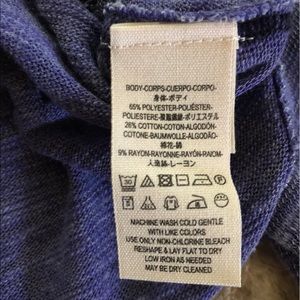 BODY-CORPS-CUERPO-CORPO-
身体-ボディ
65% POLYESTER-POLIÉSTER-
POLIESTERE-聚酯纖維-ポリエステル
26% COTTON-COTON-ALGODÓN-
COTONE-BAUMWOLLE-ALGODÃO-
棉花-綿
9% RAYON-RAYONNE-RAYÓN-RAIOM-
人造絲-レーヨン
MACHINE WASH COLD GENTLE
WITH LIKE COLORS
USE ONLY NON-CHLORINE BLEACH
RESHAPE & LAY FLAT TO DRY
LOW IRON AS NEEDED
MAY BE DRY CLEANED